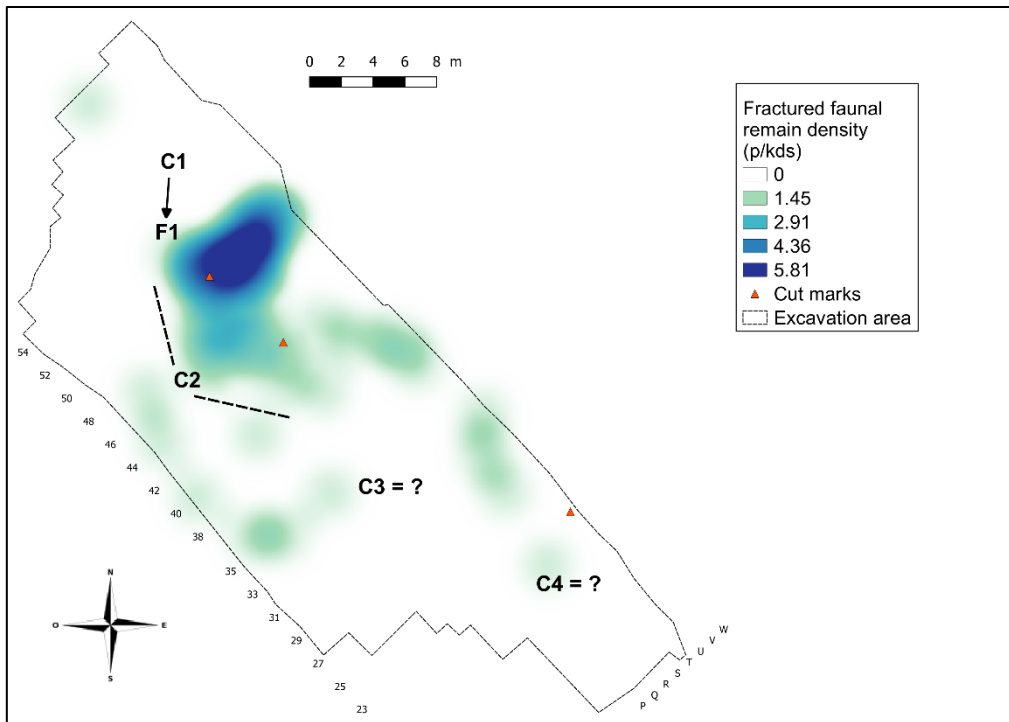 0 2 4 6 8 m
Fractured faunal
remain density
(p/kds)
0
1.45
2.91
4.36
5.81
Cut marks
Excavation area
C1
F1
C2
C3 = ?
C4 = ?
54
52
50
48
46
44
42
40
38
35
33
31
29
27
25
23
P
Q
R
S
T
U
V
W
N
O
E
S